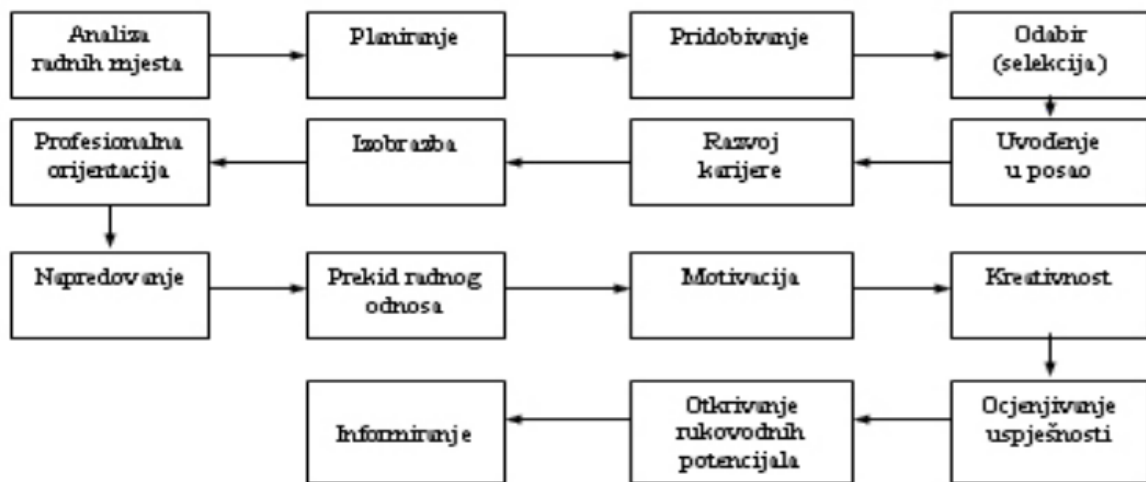 Analiza
radnih mjesta
Planiranje
Pridobivanje
Odabir
(selekcija)
Uvođenje
u posao
Razvoj
karijere
Izobrazba
Profesionalna
orijentacija
Napredovanje
Prekid radnog
odnosa
Motivacija
Kreativnost
Ocjenjivanje
uspješnosti
Otkrivanje
rukovodnih
potencijala
Informiranje